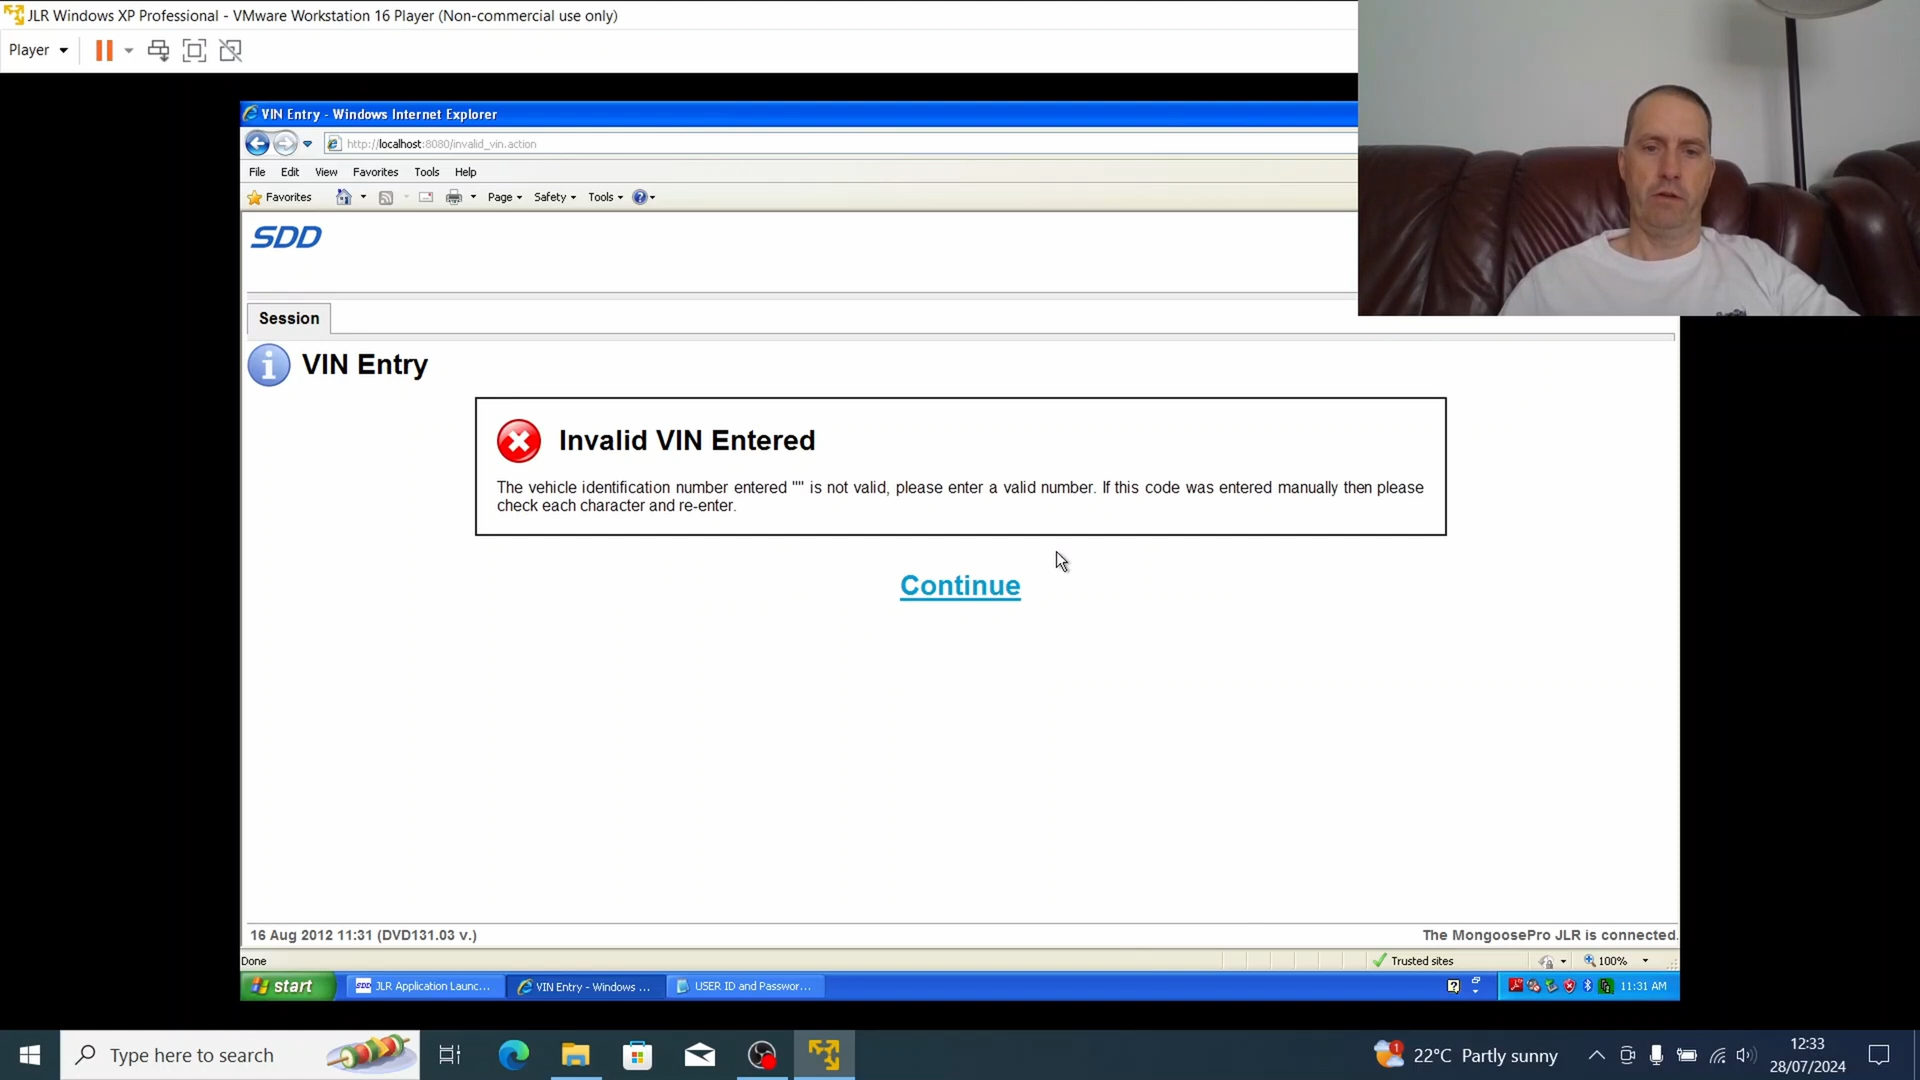 JLR Windows XP Professional - VMware Workstation 16 Player (Non-commercial use only)
Player
VIN Entry - Windows Internet Explorer
http://localhost:8080/invalid_vin.action
File Edit View Favorites Tools Help
Favorites Page Safety Tools
SDD
Session
VIN Entry
Invalid VIN Entered
The vehicle identification number entered "" is not valid, please enter a valid number. If this code was entered manually then please
check each character and re-enter.
Continue
16 Aug 2012 11:31 (DVD131.03 v.) The MongoosePro JLR is connected.
Done Trusted sites 100%
start SDD JLR Application Launc... VIN Entry - Windows ... USER ID and Passwor... 11:31 AM
Type here to search 1 22°C Partly sunny 12:33
28/07/2024